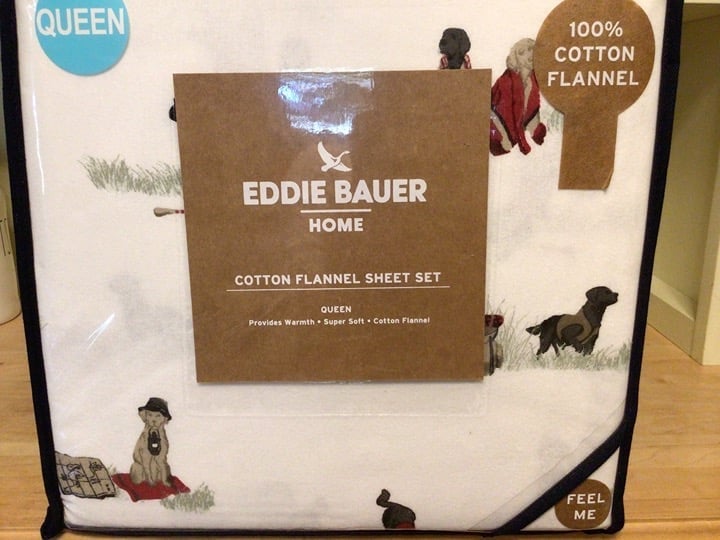 QUEEN
100%
COTTON
FLANNEL
EDDIE BAUER
HOME
COTTON FLANNEL SHEET SET
QUEEN
Provides Warmth • Super Soft • Cotton Flannel
FEEL
ME